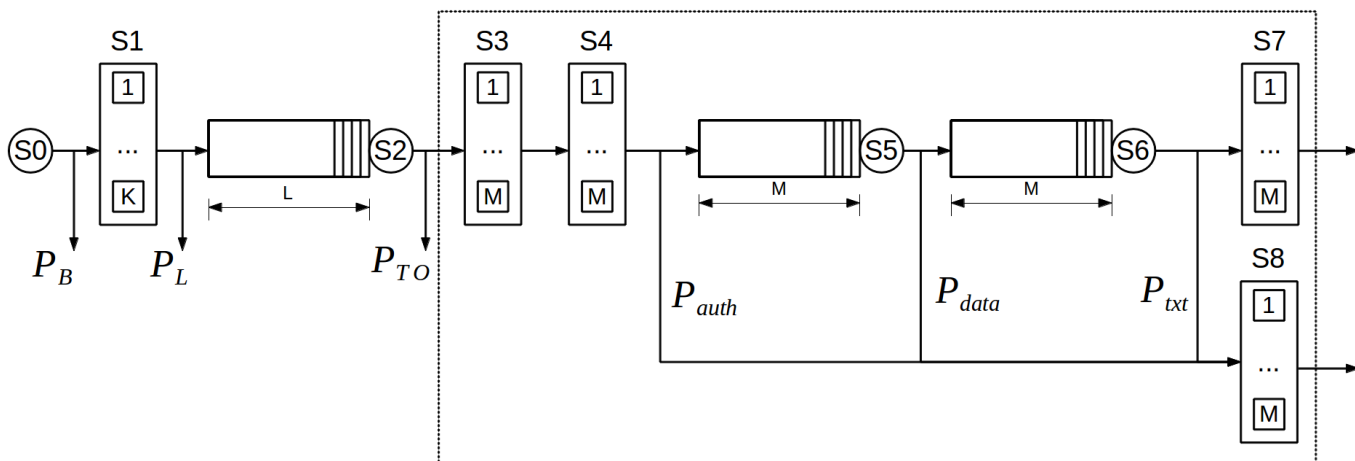 S1
S3
S4
S7
1
1
1
1
S0
...
S2
...
...
S5
S6
...
K
M
M
M
L
M
M
P_B
P_L
P_TO
S8
P_auth
P_data
P_txt
1
...
M